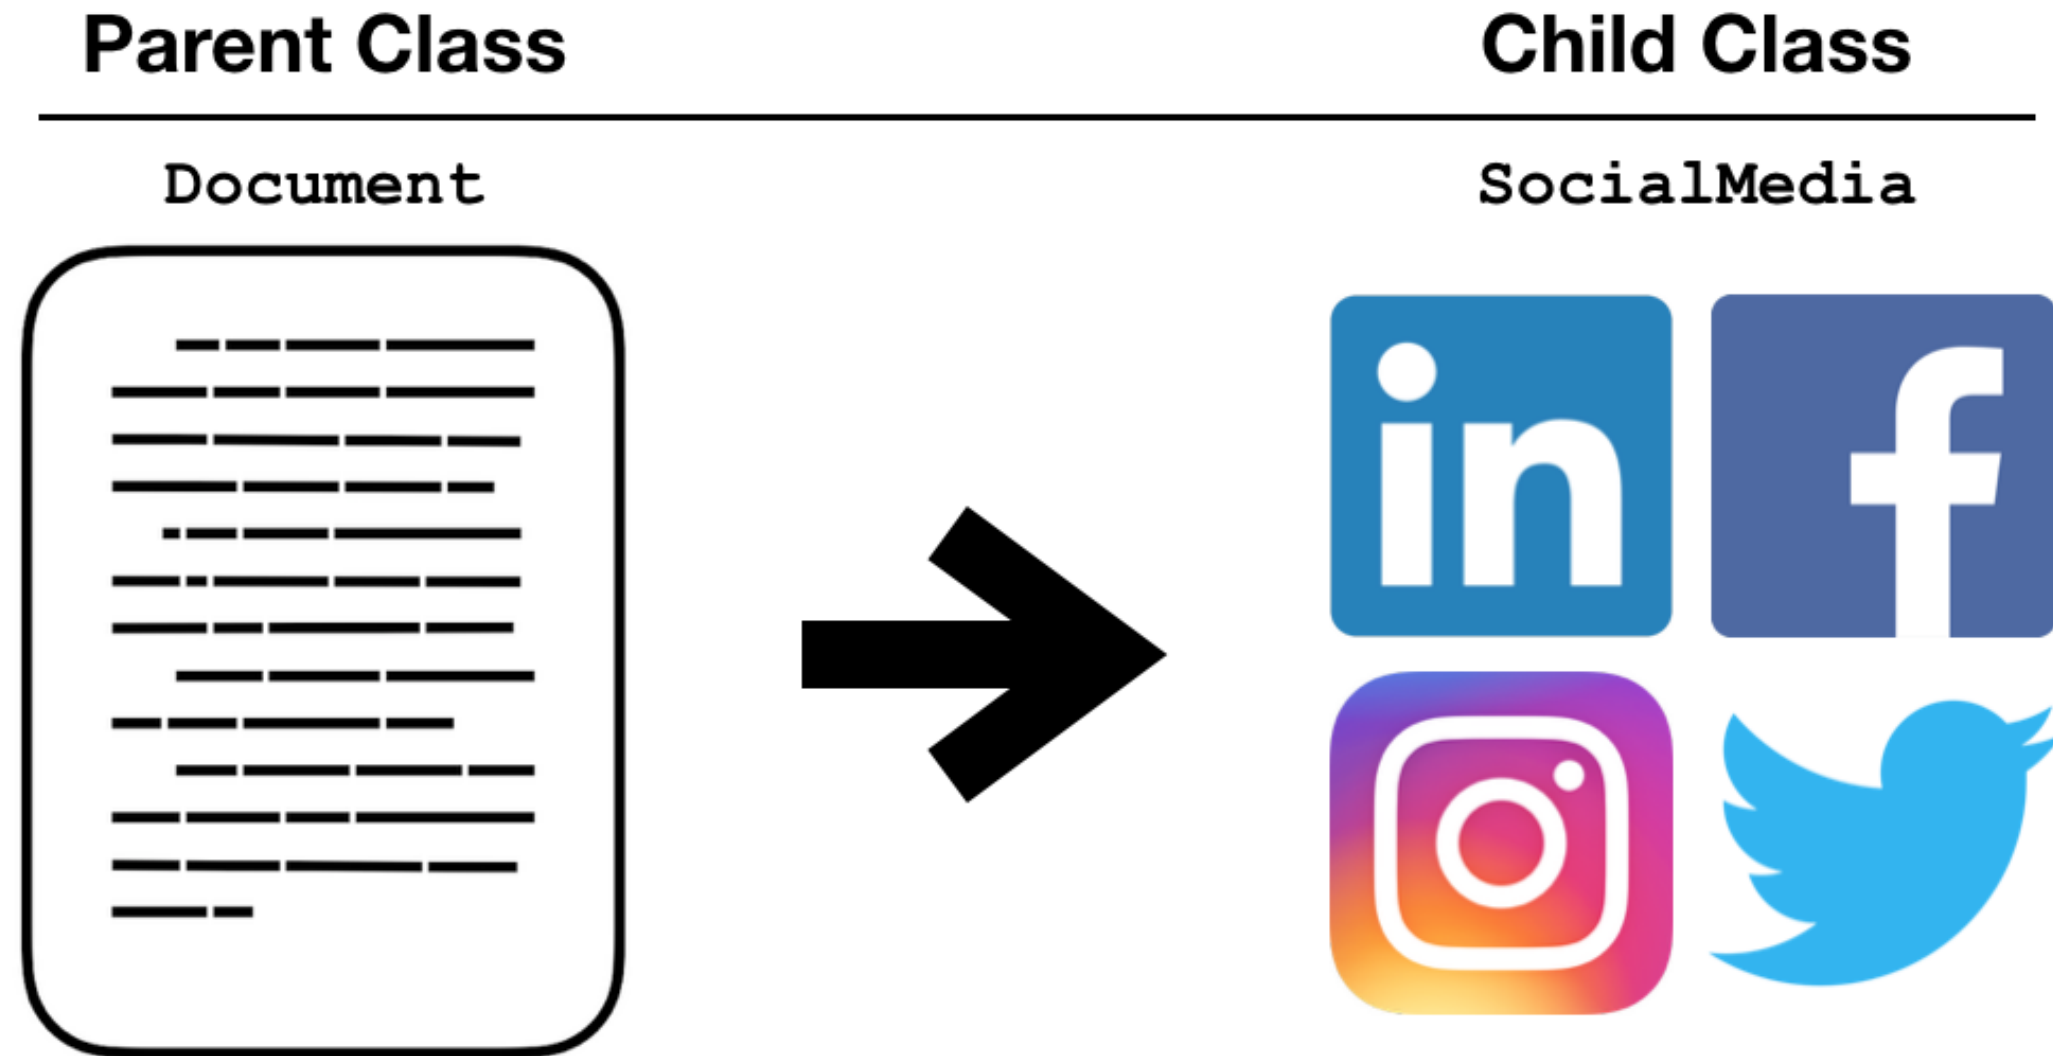 Parent Class
Child Class
Document
SocialMedia
in
f